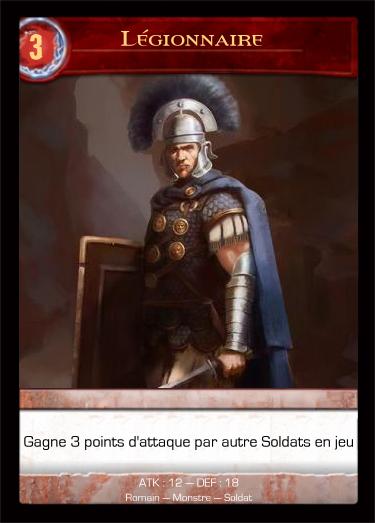 3
Légionnaire
Gagne 3 points d'attaque par autre Soldats en jeu
ATK : 12 — DEF : 18
Romain — Monstre — Soldat